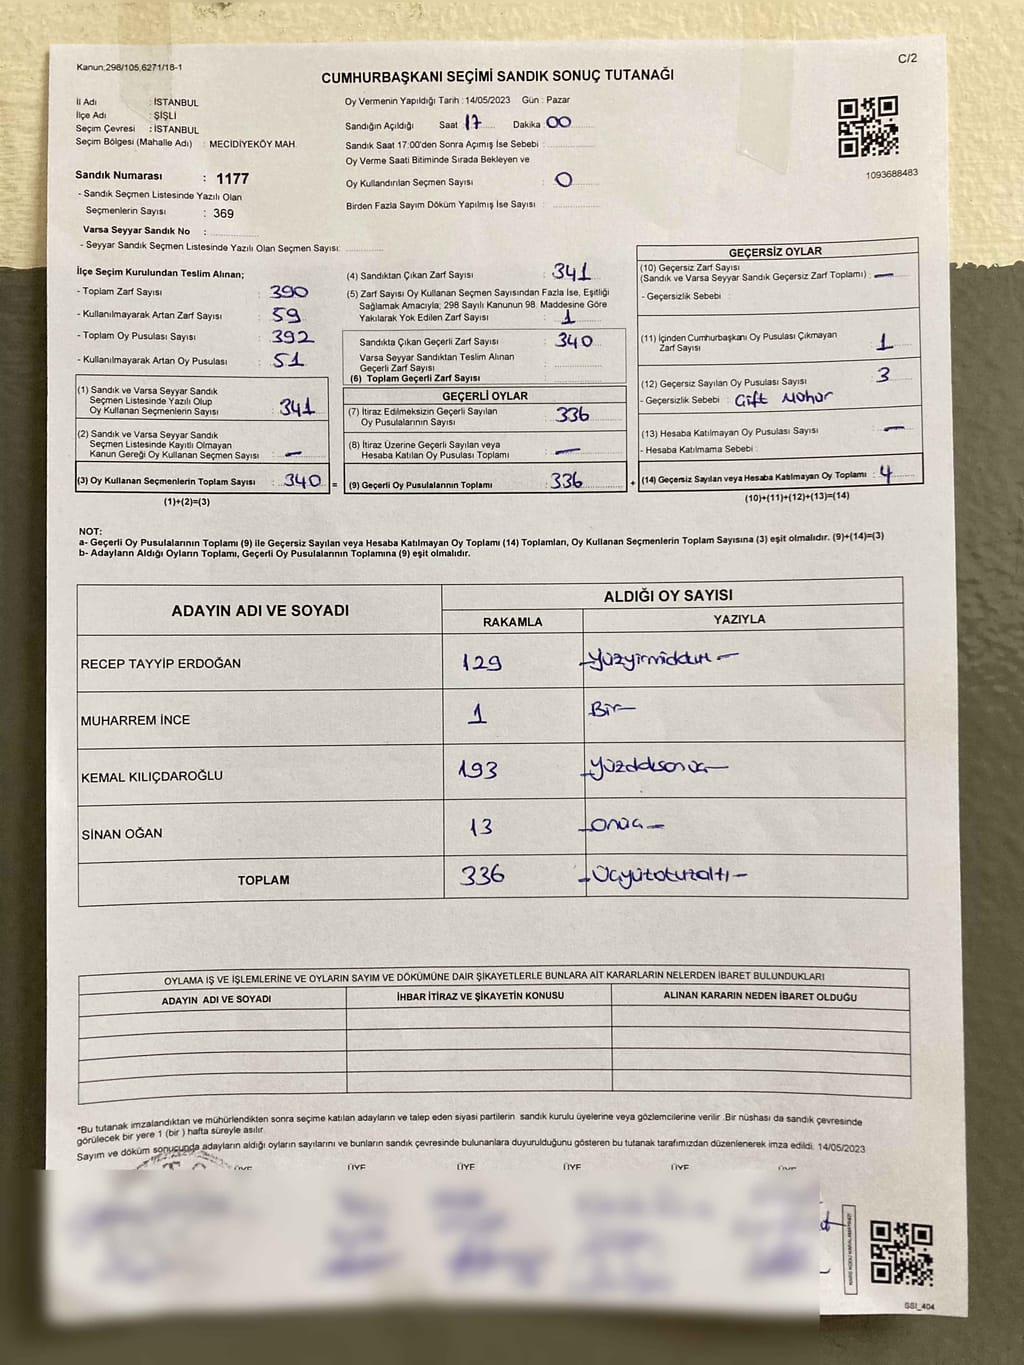 Kanun,298/105,6271/18-1
C/2
CUMHURBAŞKANI SEÇİMİ SANDIK SONUÇ TUTANAĞI
İl Adı : İSTANBUL
İlçe Adı : ŞİŞLİ
Seçim Çevresi : İSTANBUL
Seçim Bölgesi (Mahalle Adı) : MECİDİYEKÖY MAH.
Sandık Numarası : 1177
- Sandık Seçmen Listesinde Yazılı Olan
Seçmenlerin Sayısı : 369
Varsa Seyyar Sandık No :
- Seyyar Sandık Seçmen Listesinde Yazılı Olan Seçmen Sayısı:
Oy Vermenin Yapıldığı Tarih : 14/05/2023 Gün : Pazar
Sandığın Açıldığı Saat 17 Dakika 00
Sandık Saat 17:00'den Sonra Açımış İse Sebebi :
Oy Verme Saati Bitiminde Sırada Bekleyen ve
Oy Kullandırılan Seçmen Sayısı : 0
Birden Fazla Sayım Döküm Yapılmış İse Sayısı :
1093688483
İlçe Seçim Kurulundan Teslim Alınan;
- Toplam Zarf Sayısı : 390
- Kullanılmayarak Artan Zarf Sayısı : 59
- Toplam Oy Pusulası Sayısı : 392
- Kullanılmayarak Artan Oy Pusulası : 51
(1) Sandık ve Varsa Seyyar Sandık
Seçmen Listesinde Yazılı Olup
Oy Kullanan Seçmenlerin Sayısı : 341
(2) Sandık ve Varsa Seyyar Sandık
Seçmen Listesinde Kayıtlı Olmayan
Kanun Gereği Oy Kullanan Seçmen Sayısı : —
(3) Oy Kullanan Seçmenlerin Toplam Sayısı : 340 =
(1)+(2)=(3)
(4) Sandıktan Çıkan Zarf Sayısı : 341
(5) Zarf Sayısı Oy Kullanan Seçmen Sayısından Fazla İse, Eşitliği
Sağlamak Amacıyla; 298 Sayılı Kanunun 98. Maddesine Göre
Yakılarak Yok Edilen Zarf Sayısı : 1
Sandıkta Çıkan Geçerli Zarf Sayısı : 340
Varsa Seyyar Sandıktan Teslim Alınan
Geçerli Zarf Sayısı :
(6) Toplam Geçerli Zarf Sayısı :
GEÇERLİ OYLAR
(7) İtiraz Edilmeksizin Geçerli Sayılan
Oy Pusulalarının Sayısı : 336
(8) İtiraz Üzerine Geçerli Sayılan veya
Hesaba Katılan Oy Pusulası Toplamı : —
(9) Geçerli Oy Pusulalarının Toplamı : 336 +
GEÇERSİZ OYLAR
(10) Geçersiz Zarf Sayısı
(Sandık ve Varsa Seyyar Sandık Geçersiz Zarf Toplamı) : —
- Geçersizlik Sebebi :
(11) İçinden Cumhurbaşkanı Oy Pusulası Çıkmayan
Zarf Sayısı : 1
(12) Geçersiz Sayılan Oy Pusulası Sayısı : 3
- Geçersizlik Sebebi : Çift Mühür
(13) Hesaba Katılmayan Oy Pusulası Sayısı : —
- Hesaba Katılmama Sebebi :
(14) Geçersiz Sayılan veya Hesaba Katılmayan Oy Toplamı : 4
(10)+(11)+(12)+(13)=(14)
NOT:
a- Geçerli Oy Pusulalarının Toplamı (9) ile Geçersiz Sayılan veya Hesaba Katılmayan Oy Toplamı (14) Toplamları, Oy Kullanan Seçmenlerin Toplam Sayısına (3) eşit olmalıdır. (9)+(14)=(3)
b- Adayların Aldığı Oyların Toplamı, Geçerli Oy Pusulalarının Toplamına (9) eşit olmalıdır.
ADAYIN ADI VE SOYADI ALDIĞI OY SAYISI
RAKAMLA YAZIYLA
RECEP TAYYİP ERDOĞAN 129
MUHARREM İNCE 1 Bir
KEMAL KILIÇDAROĞLU 193
SİNAN OĞAN 13 onüç
TOPLAM 336 Üçyüzotuzaltı
OYLAMA İŞ VE İŞLEMLERİNE VE OYLARIN SAYIM VE DÖKÜMÜNE DAİR ŞİKAYETLERLE BUNLARA AİT KARARLARIN NELERDEN İBARET BULUNDUKLARI
ADAYIN ADI VE SOYADI İHBAR İTİRAZ VE ŞİKAYETİN KONUSU ALINAN KARARIN NEDEN İBARET OLDUĞU
*Bu tutanak imzalandıktan ve mühürlendikten sonra seçime katılan adayların ve talep eden siyasi partilerin sandık kurulu üyelerine veya gözlemcilerine verilir. Bir nüshası da sandık çevresinde
görülecek bir yere 1 (bir ) hafta süreyle asılır.
Sayım ve döküm sonucunda adayların aldığı oyların sayılarını ve bunların sandık çevresinde bulunanlara duyurulduğunu gösteren bu tutanak tarafımızdan düzenlenerek imza edildi. 14/05/2023
ÜYE ÜYE ÜYE ÜYE ÜYE ÜYE
SSI_404